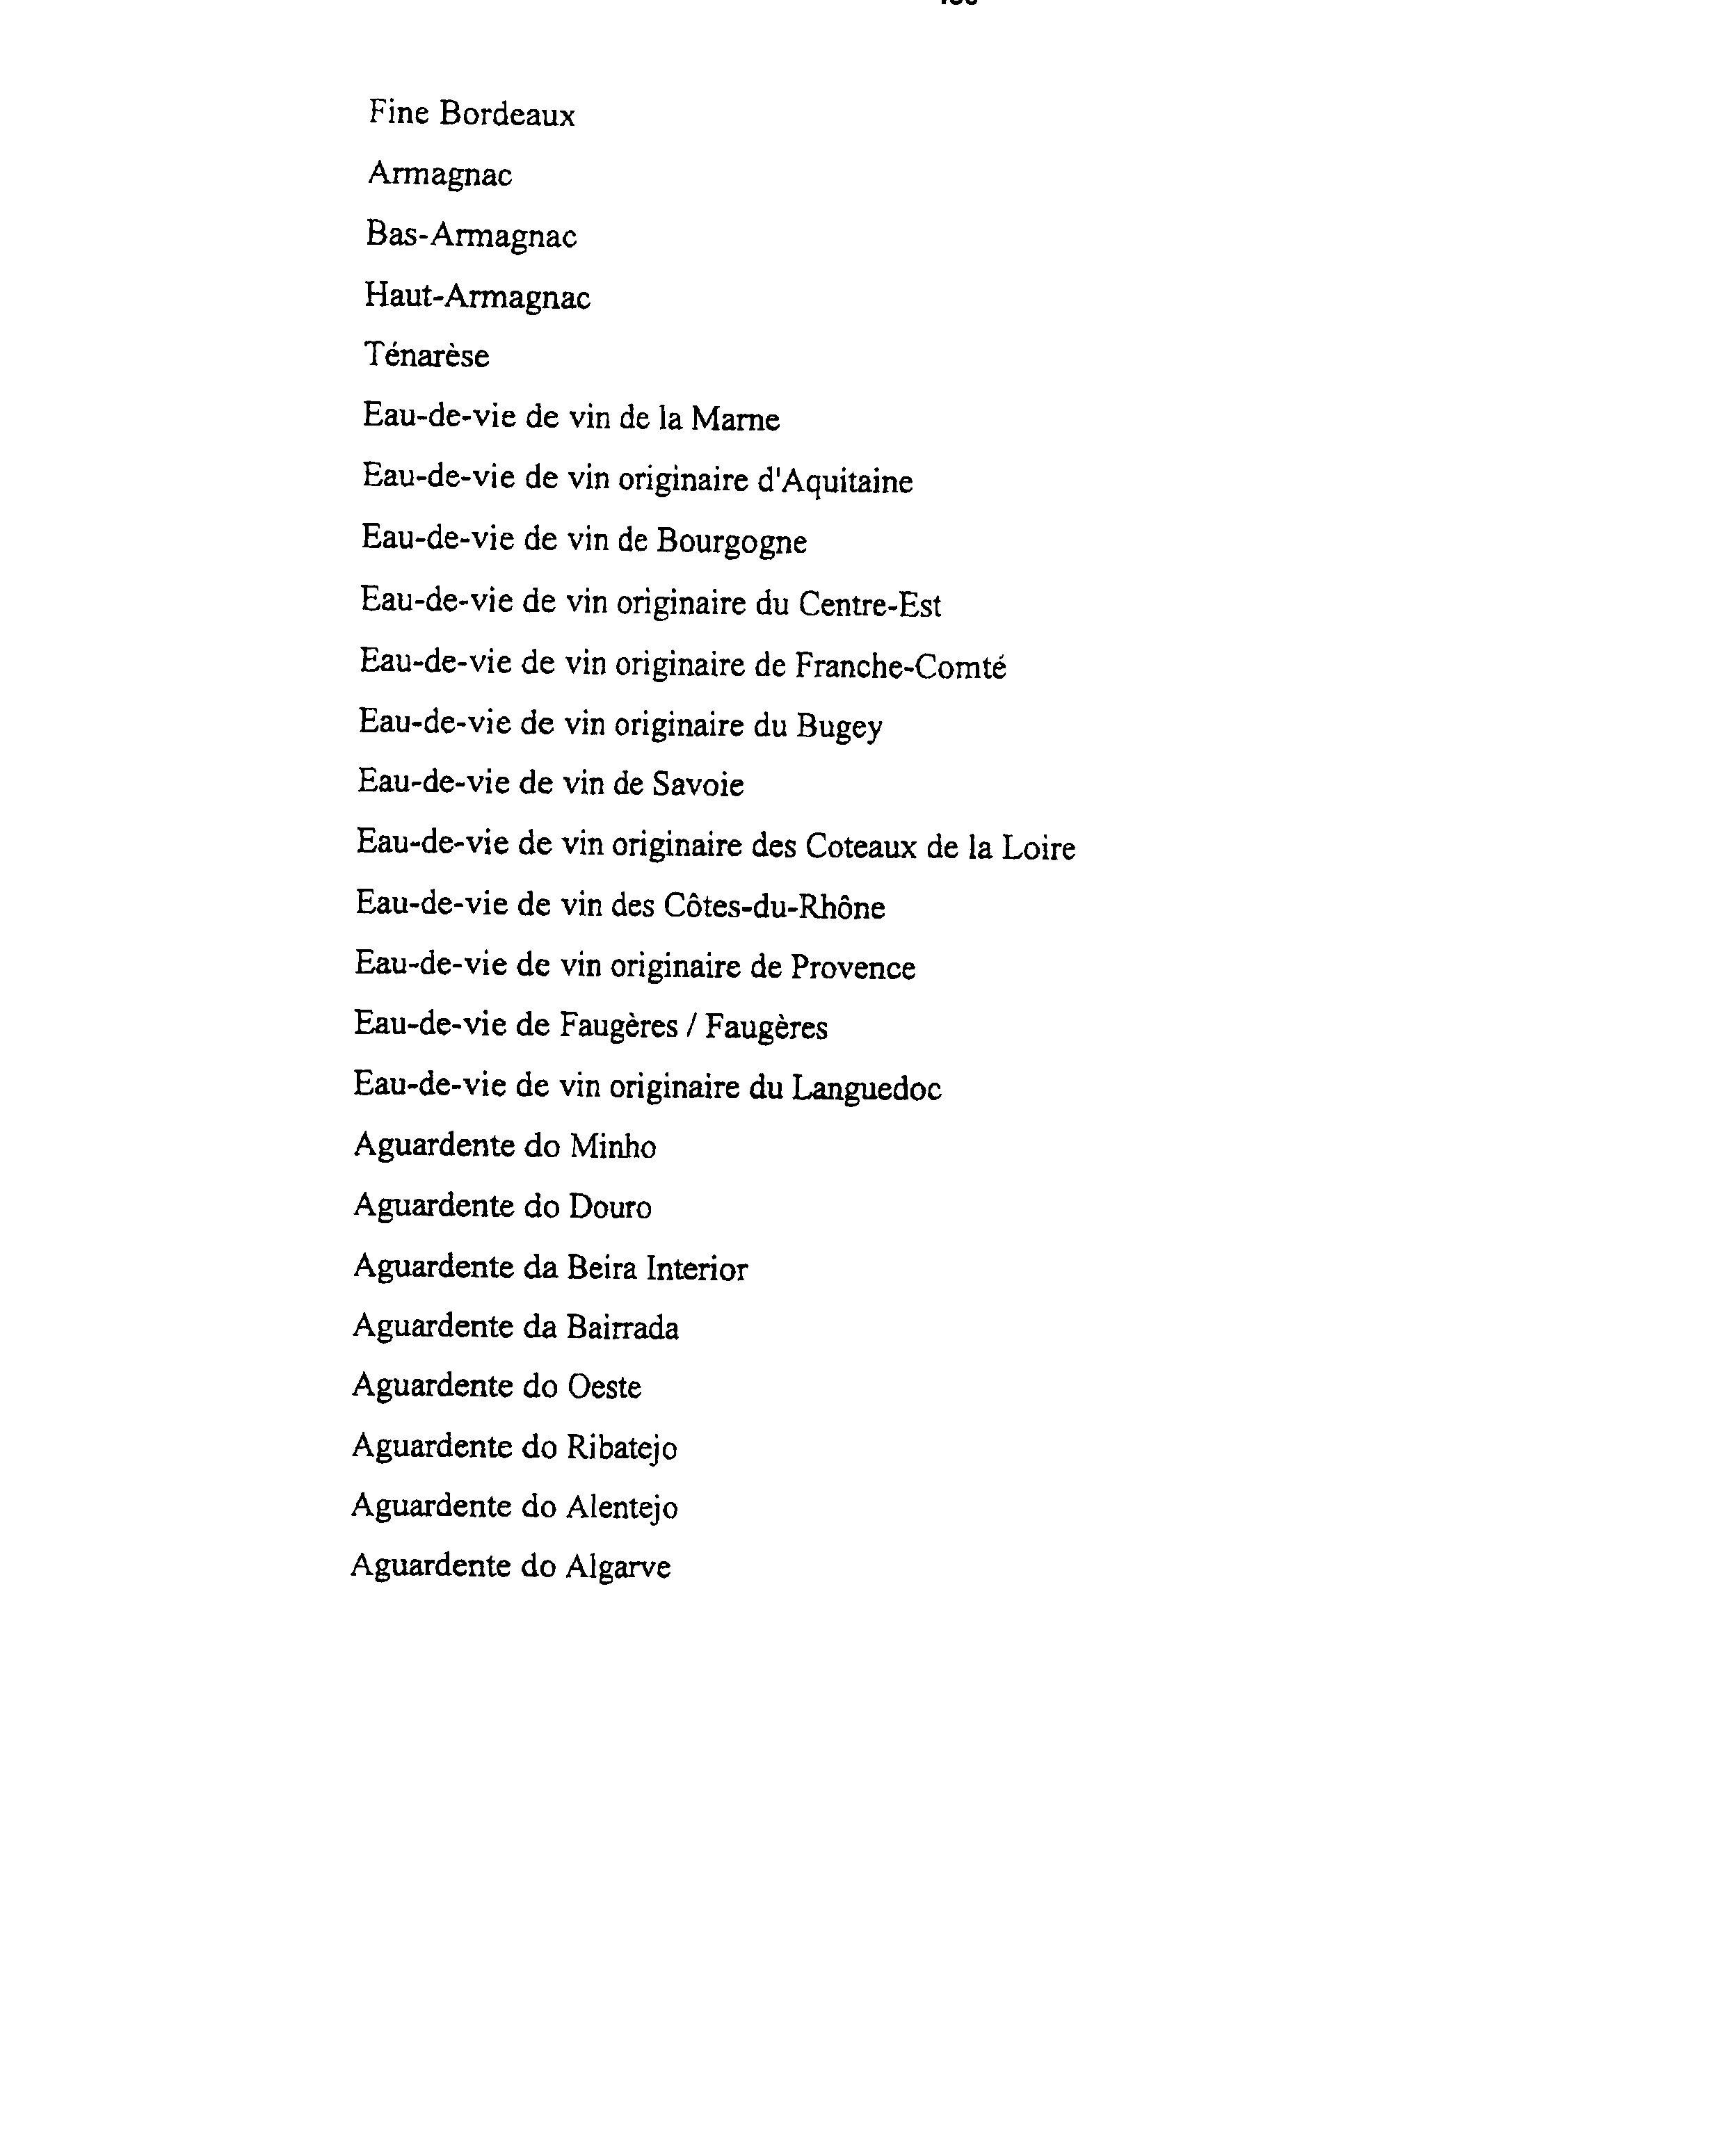 Fine Bordeaux
Armagnac
Bas-Armagnac
Haut-Armagnac
Ténarèse
Eau-de-vie de vin de la Marne
Eau-de-vie de vin originaire d'Aquitaine
Eau-de-vie de vin de Bourgogne
Eau-de-vie de vin originaire du Centre-Est
Eau-de-vie de vin originaire de Franche-Comté
Eau-de-vie de vin originaire du Bugey
Eau-de-vie de vin de Savoie
Eau-de-vie de vin originaire des Coteaux de la Loire
Eau-de-vie de vin des Côtes-du-Rhône
Eau-de-vie de vin originaire de Provence
Eau-de-vie de Faugères / Faugères
Eau-de-vie de vin originaire du Languedoc
Aguardente do Minho
Aguardente do Douro
Aguardente da Beira Interior
Aguardente da Bairrada
Aguardente do Oeste
Aguardente do Ribatejo
Aguardente do Alentejo
Aguardente do Algarve